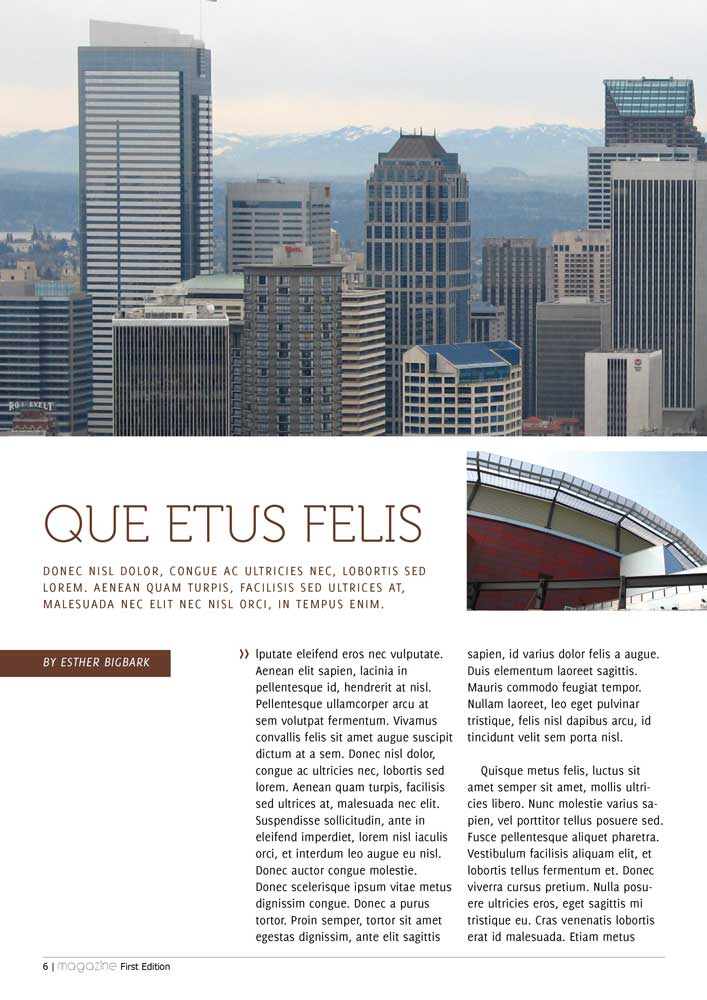 QUE ETUS FELIS
DONEC NISL DOLOR, CONGUE AC ULTRICIES NEC, LOBORTIS SED
LOREM. AENEAN QUAM TURPIS, FACILISIS SED ULTRICES AT,
MALESUADA NEC ELIT NEC NISL ORCI, IN TEMPUS ENIM.
BY ESTHER BIGBARK
›› lputate eleifend eros nec vulputate.
Aenean elit sapien, lacinia in
pellentesque id, hendrerit at nisl.
Pellentesque ullamcorper arcu at
sem volutpat fermentum. Vivamus
convallis felis sit amet augue suscipit
dictum at a sem. Donec nisl dolor,
congue ac ultricies nec, lobortis sed
lorem. Aenean quam turpis, facilisis
sed ultrices at, malesuada nec elit.
Suspendisse sollicitudin, ante in
eleifend imperdiet, lorem nisl iaculis
orci, et interdum leo augue eu nisl.
Donec auctor congue molestie.
Donec scelerisque ipsum vitae metus
dignissim congue. Donec a purus
tortor. Proin semper, tortor sit amet
egestas dignissim, ante elit sagittis
sapien, id varius dolor felis a augue.
Duis elementum laoreet sagittis.
Mauris commodo feugiat tempor.
Nullam laoreet, leo eget pulvinar
tristique, felis nisl dapibus arcu, id
tincidunt velit sem porta nisl.
Quisque metus felis, luctus sit
amet semper sit amet, mollis ultri-
cies libero. Nunc molestie varius sa-
pien, vel porttitor tellus posuere sed.
Fusce pellentesque aliquet pharetra.
Vestibulum facilisis aliquam elit, et
lobortis tellus fermentum et. Donec
viverra cursus pretium. Nulla posu-
ere ultricies eros, eget sagittis mi
tristique eu. Cras venenatis lobortis
erat id malesuada. Etiam metus
6 | magazine First Edition